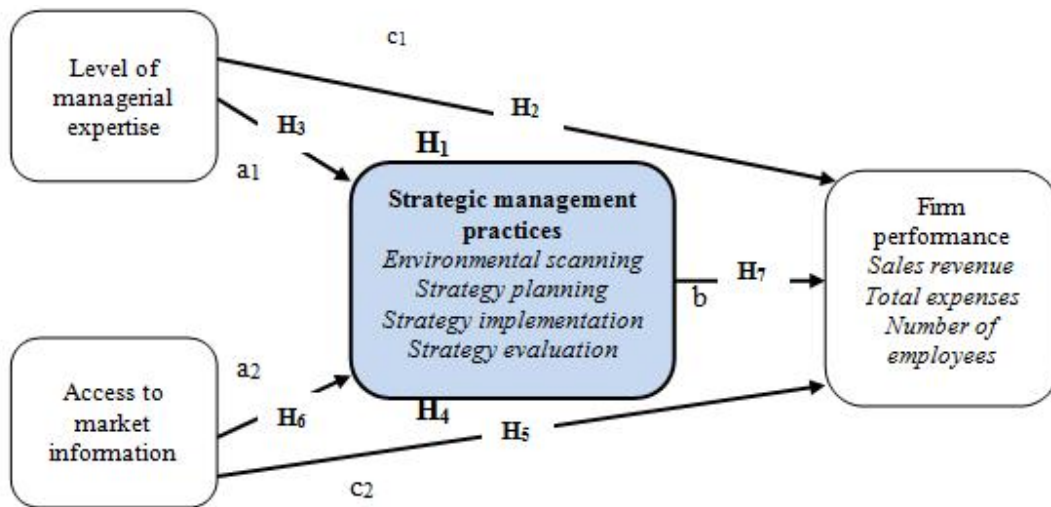 c1
Level of
managerial
expertise
H2
H3
H1
a1
Strategic management
practices
Environmental scanning
Strategy planning
Strategy implementation
Strategy evaluation
Firm
performance
Sales revenue
Total expenses
Number of
employees
H7
b
a2
Access to
market
information
H6
H4
H5
c2